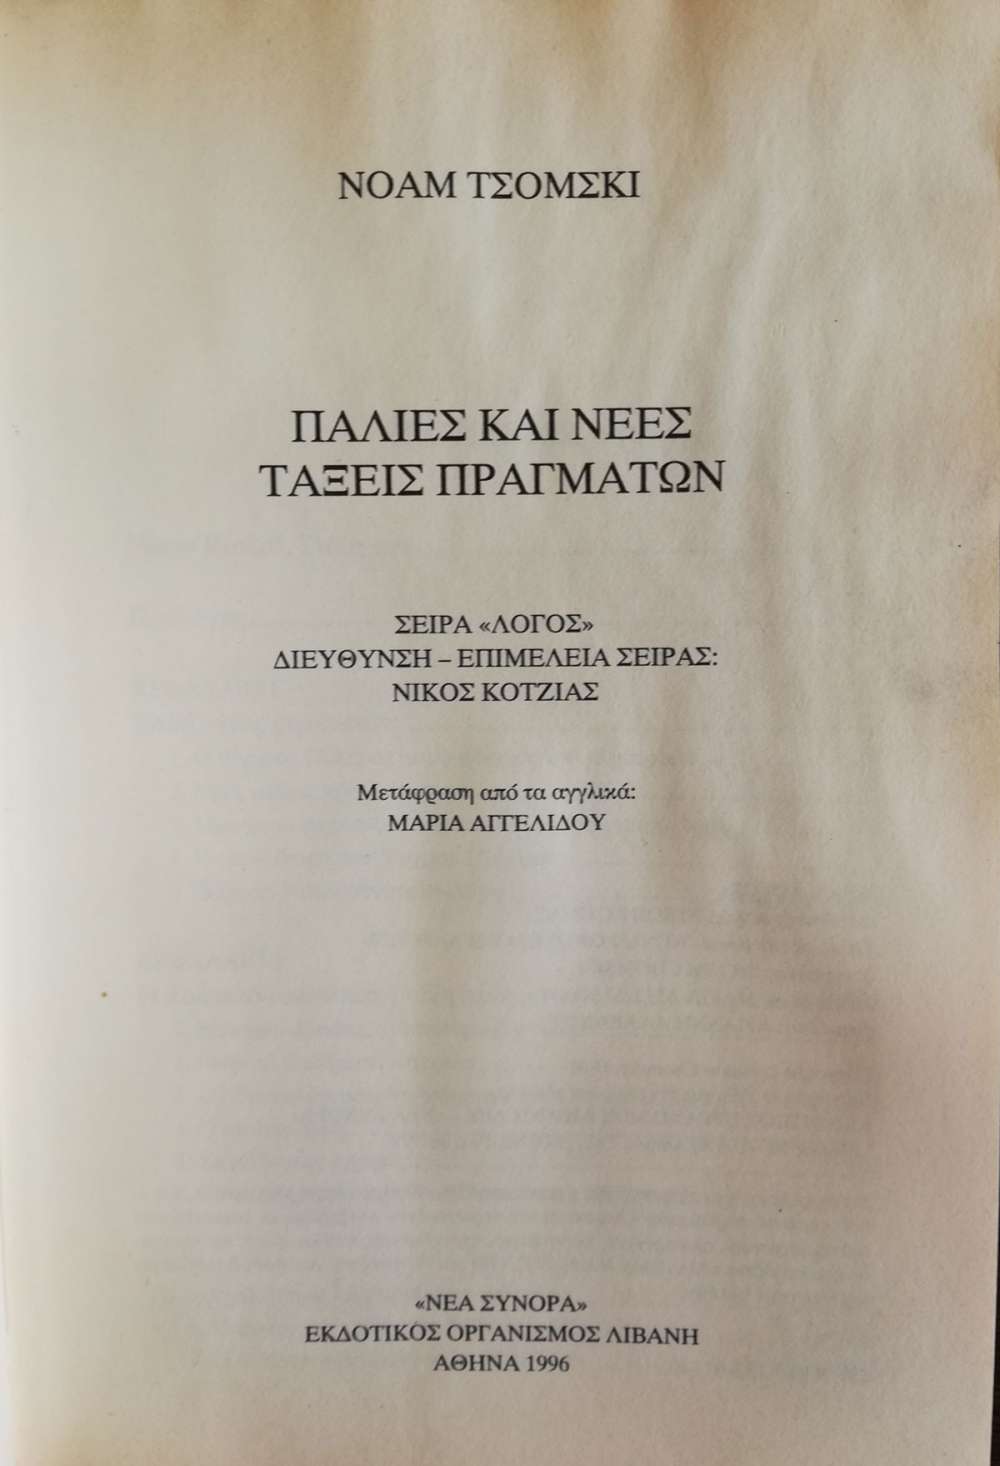 ΝΟΑΜ ΤΣΟΜΣΚΙ
ΠΑΛΙΕΣ ΚΑΙ ΝΕΕΣ
ΤΑΞΕΙΣ ΠΡΑΓΜΑΤΩΝ
ΣΕΙΡΑ «ΛΟΓΟΣ»
ΔΙΕΥΘΥΝΣΗ – ΕΠΙΜΕΛΕΙΑ ΣΕΙΡΑΣ:
ΝΙΚΟΣ ΚΟΤΖΙΑΣ
Μετάφραση από τα αγγλικά:
ΜΑΡΙΑ ΑΓΓΕΛΙΔΟΥ
«ΝΕΑ ΣΥΝΟΡΑ»
ΕΚΔΟΤΙΚΟΣ ΟΡΓΑΝΙΣΜΟΣ ΛΙΒΑΝΗ
ΑΘΗΝΑ 1996